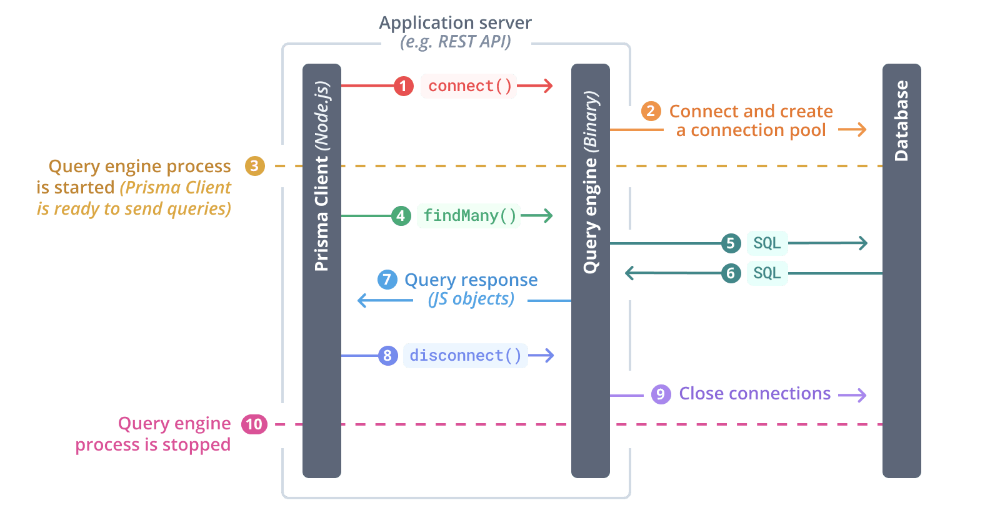 Application server
(e.g. REST API)
Prisma Client (Node.js)
Query engine (Binary)
Database
1 connect()
2 Connect and create
a connection pool
Query engine process 3
is started (Prisma Client
is ready to send queries)
4 findMany()
5 SQL
6 SQL
7 Query response
(JS objects)
8 disconnect()
9 Close connections
Query engine 10
process is stopped